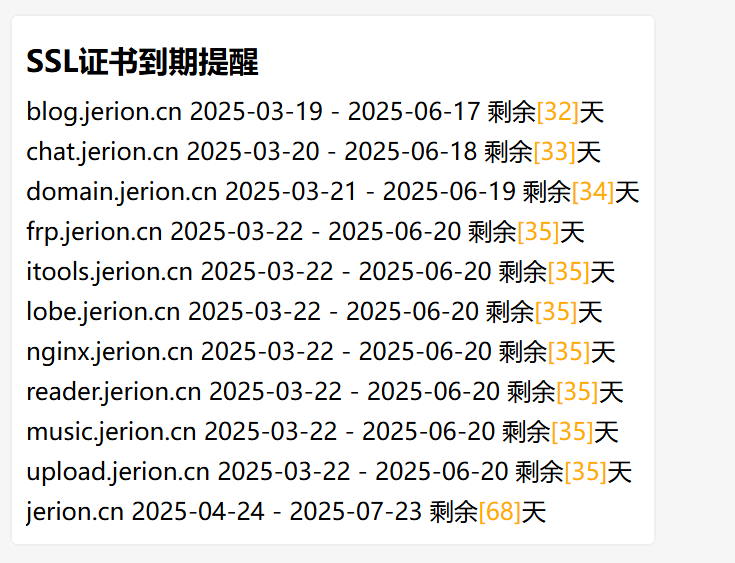 SSL证书到期提醒
blog.jerion.cn 2025-03-19 - 2025-06-17 剩余[32]天
chat.jerion.cn 2025-03-20 - 2025-06-18 剩余[33]天
domain.jerion.cn 2025-03-21 - 2025-06-19 剩余[34]天
frp.jerion.cn 2025-03-22 - 2025-06-20 剩余[35]天
itools.jerion.cn 2025-03-22 - 2025-06-20 剩余[35]天
lobe.jerion.cn 2025-03-22 - 2025-06-20 剩余[35]天
nginx.jerion.cn 2025-03-22 - 2025-06-20 剩余[35]天
reader.jerion.cn 2025-03-22 - 2025-06-20 剩余[35]天
music.jerion.cn 2025-03-22 - 2025-06-20 剩余[35]天
upload.jerion.cn 2025-03-22 - 2025-06-20 剩余[35]天
jerion.cn 2025-04-24 - 2025-07-23 剩余[68]天